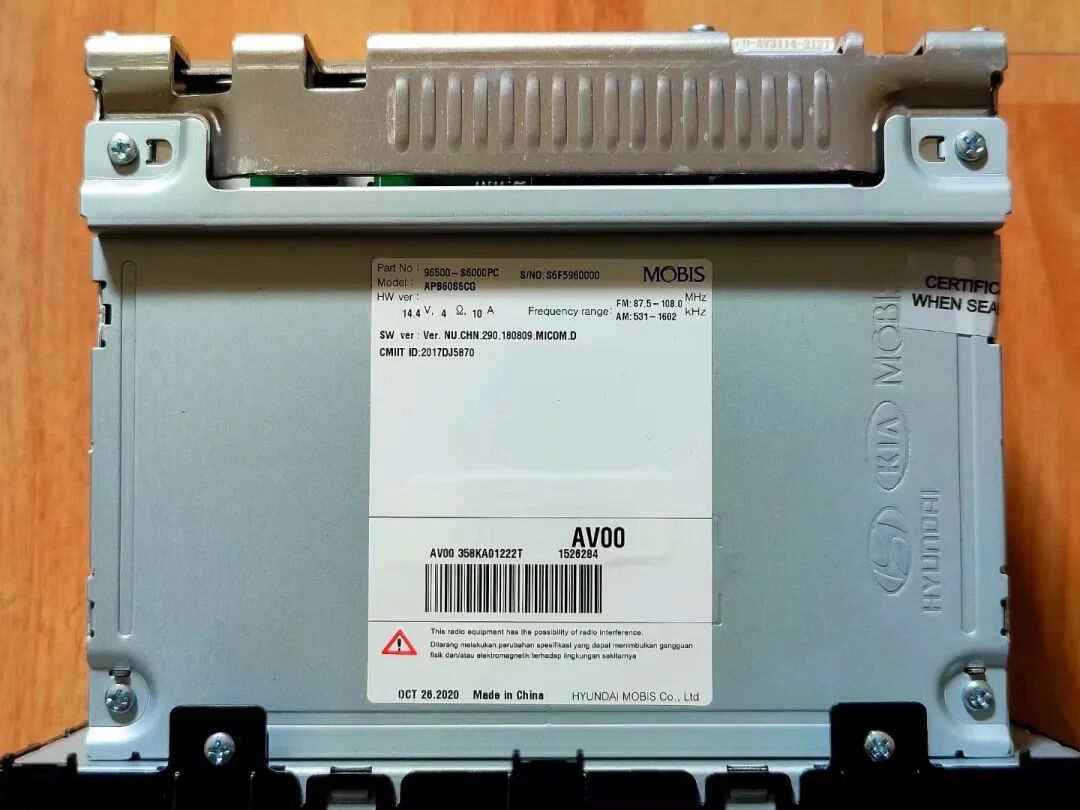 -AV3114-2121
Part No : 96500-S6000PC S/NO: S6F5960000 MOBIS
Model : APB60S6CG
HW ver :
14.4 V, 4 Ω, 10 A
Frequency range: FM: 87.5-108.0 MHz
AM: 531-1602 kHz
SW ver : Ver. NU.CHN.290.180809.MICOM.D
CMIIT ID:2017DJ5870
CERTIFIC
WHEN SEA
MOBIS
KIA
HYUNDAI
AV00
AV00 358KA01222T 1526284
This radio equipment has the possibility of radio interference.
Dilarang melakukan perubahan spesifikasi yang dapat menimbulkan gangguan
fisik dan/atau elektromagnetik terhadap lingkungan sekitarnya
OCT 26.2020 Made in China HYUNDAI MOBIS Co., Ltd